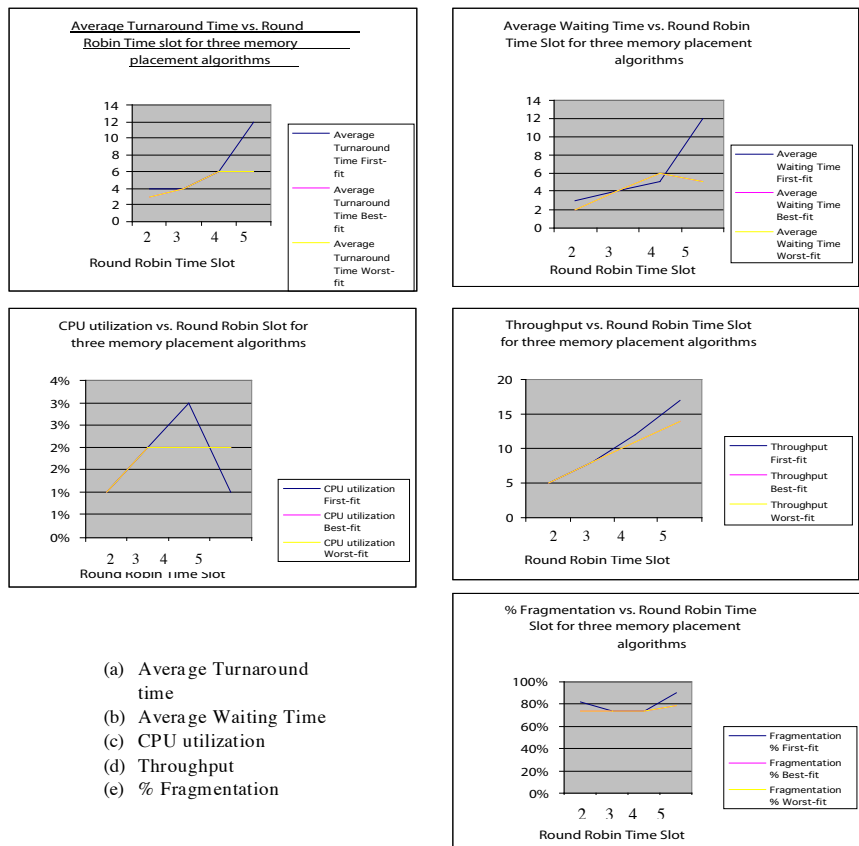 Average Turnaround Time vs. Round
Robin Time slot for three memory
placement algorithms
14
12
10
8
6
4
2
0
2 3 4 5
Round Robin Time Slot
Average
Turnaround
Time First-
fit
Average
Turnaround
Time Best-
fit
Average
Turnaround
Time Worst-
fit
Average Waiting Time vs. Round Robin
Time Slot for three memory placement
algorithms
14
12
10
8
6
4
2
0
2 3 4 5
Round Robin Time Slot
Average
Waiting Time
First-fit
Average
Waiting Time
Best-fit
Average
Waiting Time
Worst-fit
CPU utilization vs. Round Robin Slot for
three memory placement algorithms
4%
3%
3%
2%
2%
1%
1%
0%
2 3 4 5
Round Robin Time Slot
CPU utilization
First-fit
CPU utilization
Best-fit
CPU utilization
Worst-fit
Throughput vs. Round Robin Time Slot
for three memory placement algorithms
20
15
10
5
0
2 3 4 5
Round Robin Time Slot
Throughput
First-fit
Throughput
Best-fit
Throughput
Worst-fit
(a) Average Turnaround
time
(b) Average Waiting Time
(c) CPU utilization
(d) Throughput
(e) % Fragmentation
% Fragmentation vs. Round Robin Time
Slot for three memory placement
algorithms
100%
80%
60%
40%
20%
0%
2 3 4 5
Round Robin Time Slot
Fragmentation
% First-fit
Fragmentation
% Best-fit
Fragmentation
% Worst-fit